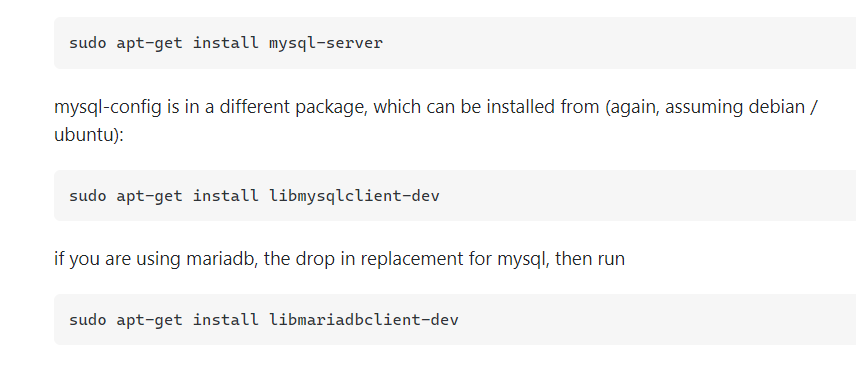 sudo apt-get install mysql-server
mysql-config is in a different package, which can be installed from (again, assuming debian /
ubuntu):
sudo apt-get install libmysqlclient-dev
if you are using mariadb, the drop in replacement for mysql, then run
sudo apt-get install libmariadbclient-dev